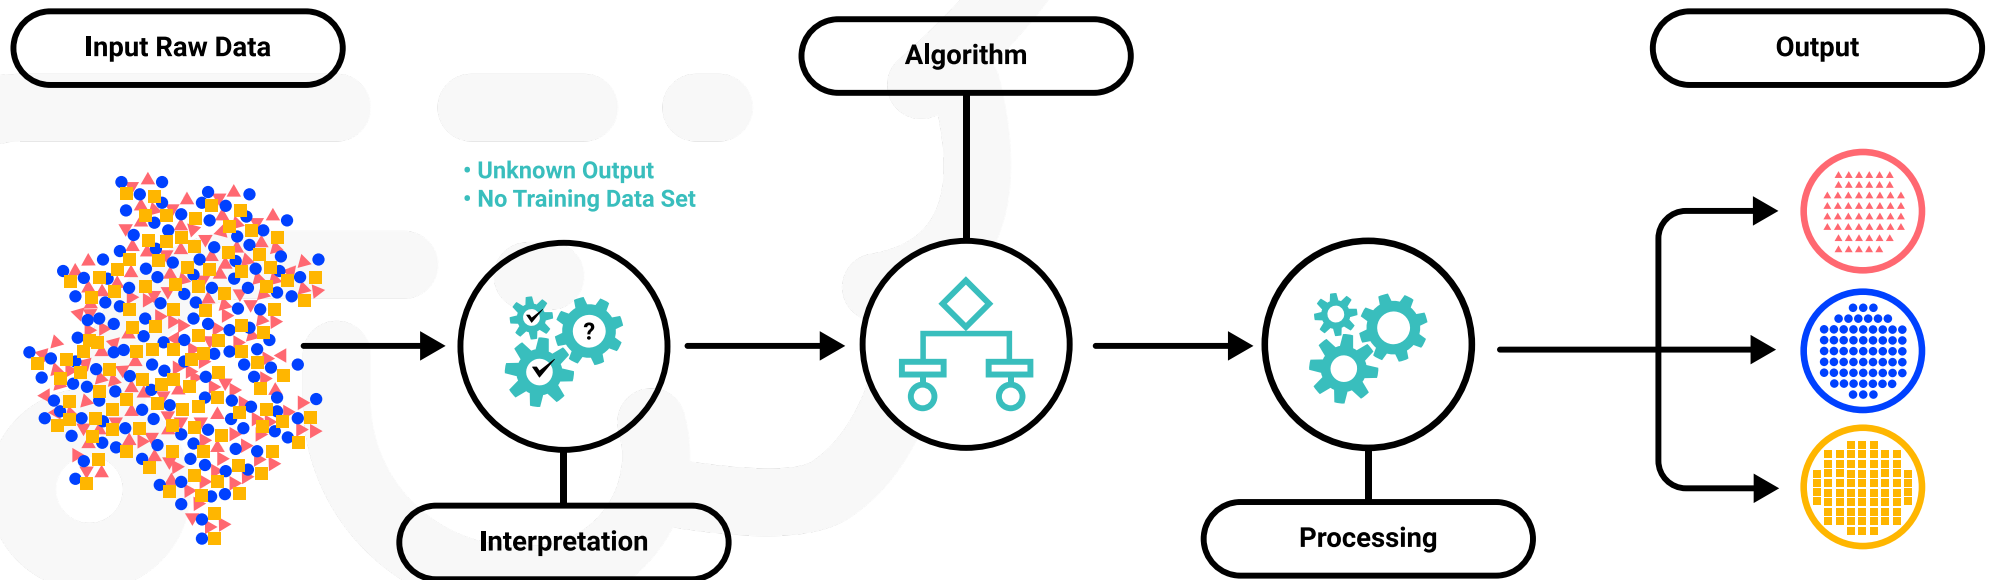 Input Raw Data
Algorithm
Output
• Unknown Output
• No Training Data Set
?
Interpretation
Processing